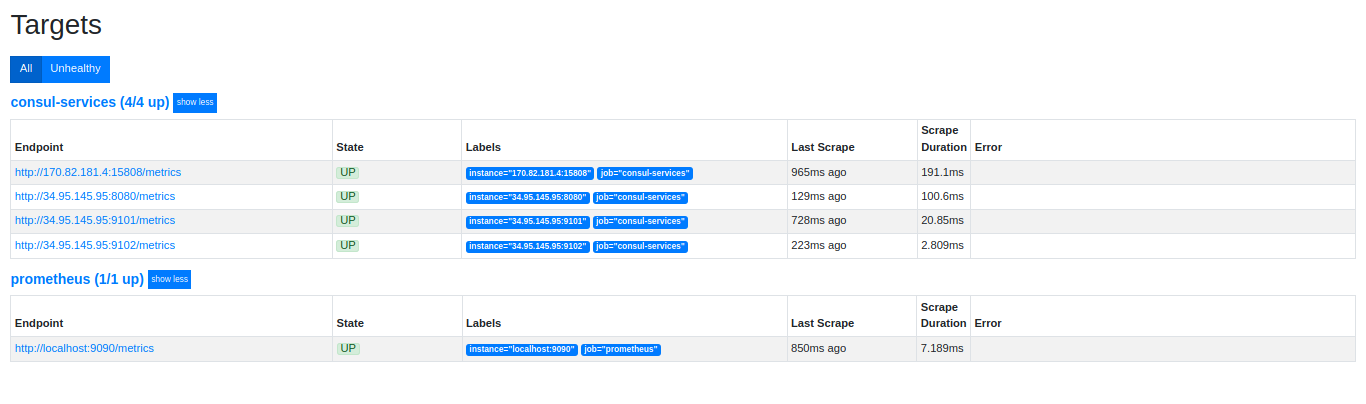 Targets
All Unhealthy
consul-services (4/4 up) show less
Endpoint State Labels Last Scrape Scrape Duration Error
http://170.82.181.4:15808/metrics UP instance="170.82.181.4:15808" job="consul-services" 965ms ago 191.1ms
http://34.95.145.95:8080/metrics UP instance="34.95.145.95:8080" job="consul-services" 129ms ago 100.6ms
http://34.95.145.95:9101/metrics UP instance="34.95.145.95:9101" job="consul-services" 728ms ago 20.85ms
http://34.95.145.95:9102/metrics UP instance="34.95.145.95:9102" job="consul-services" 223ms ago 2.809ms
prometheus (1/1 up) show less
Endpoint State Labels Last Scrape Scrape Duration Error
http://localhost:9090/metrics UP instance="localhost:9090" job="prometheus" 850ms ago 7.189ms